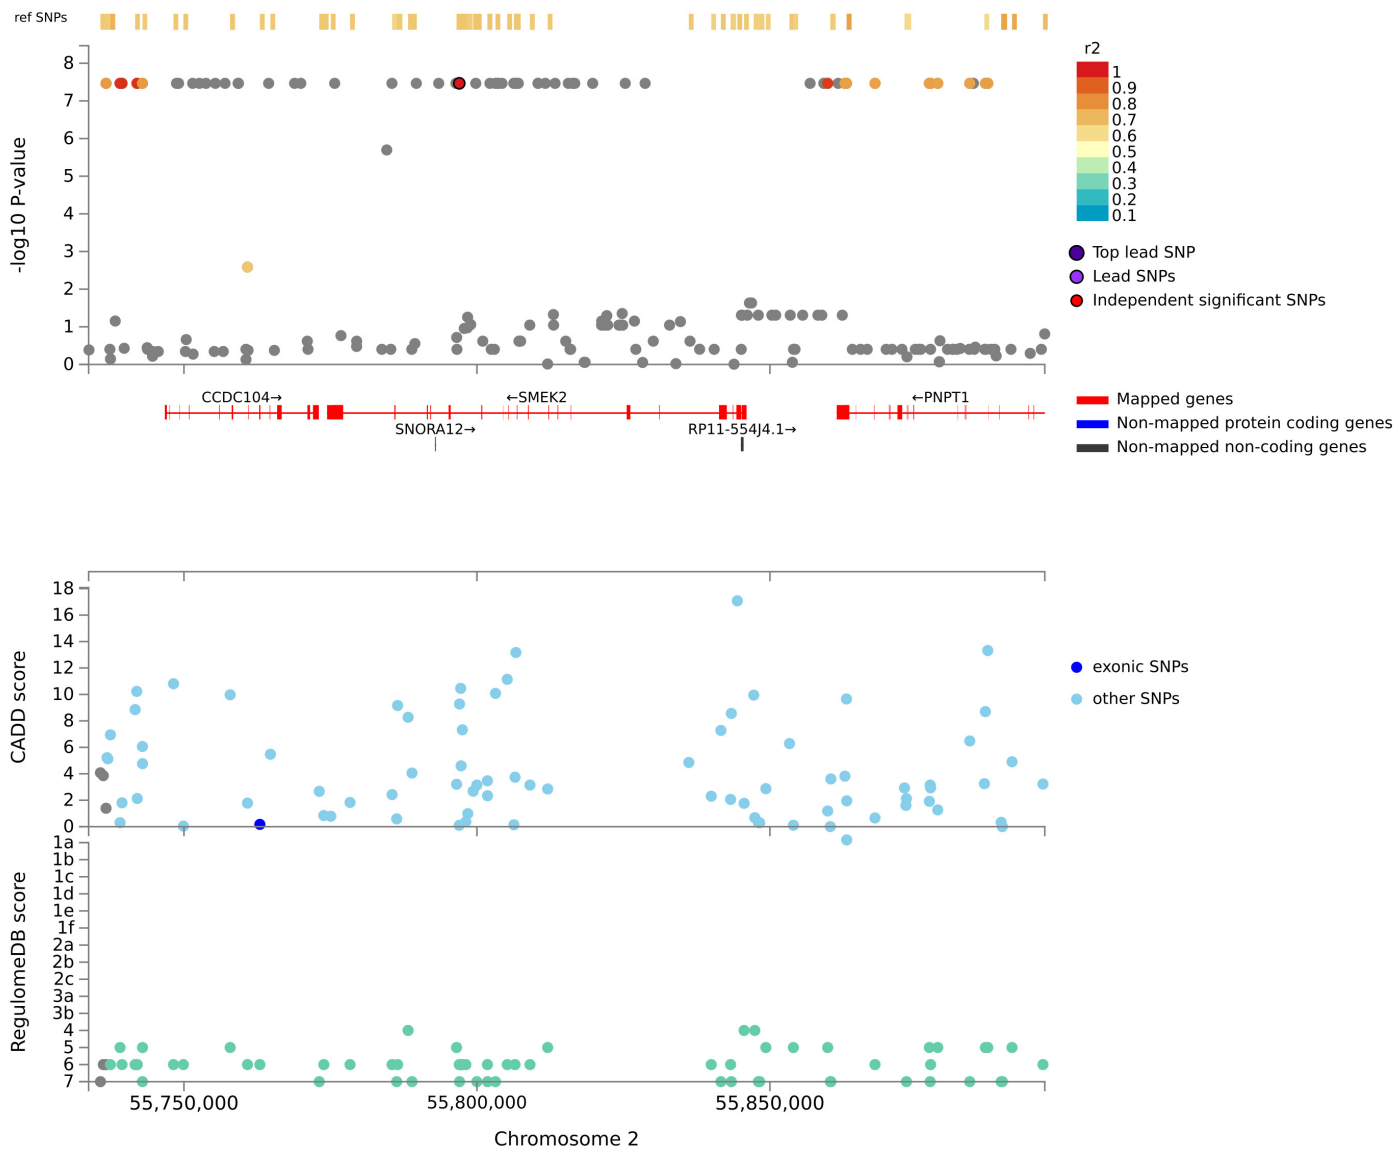 ref SNPs
r2
8
7
6
5
4
3
2
1
0
-log10 P-value
1
0.9
0.8
0.7
0.6
0.5
0.4
0.3
0.2
0.1
Top lead SNP
Lead SNPs
Independent significant SNPs
CCDC104→
←SMEK2
←PNPT1
SNORA12→
RP11-554J4.1→
Mapped genes
Non-mapped protein coding genes
Non-mapped non-coding genes
18
16
14
12
10
8
6
4
2
0
CADD score
exonic SNPs
other SNPs
1a
1b
1c
1d
1e
1f
2a
2b
2c
3a
3b
4
5
6
7
RegulomeDB score
55,750,000
55,800,000
55,850,000
Chromosome 2